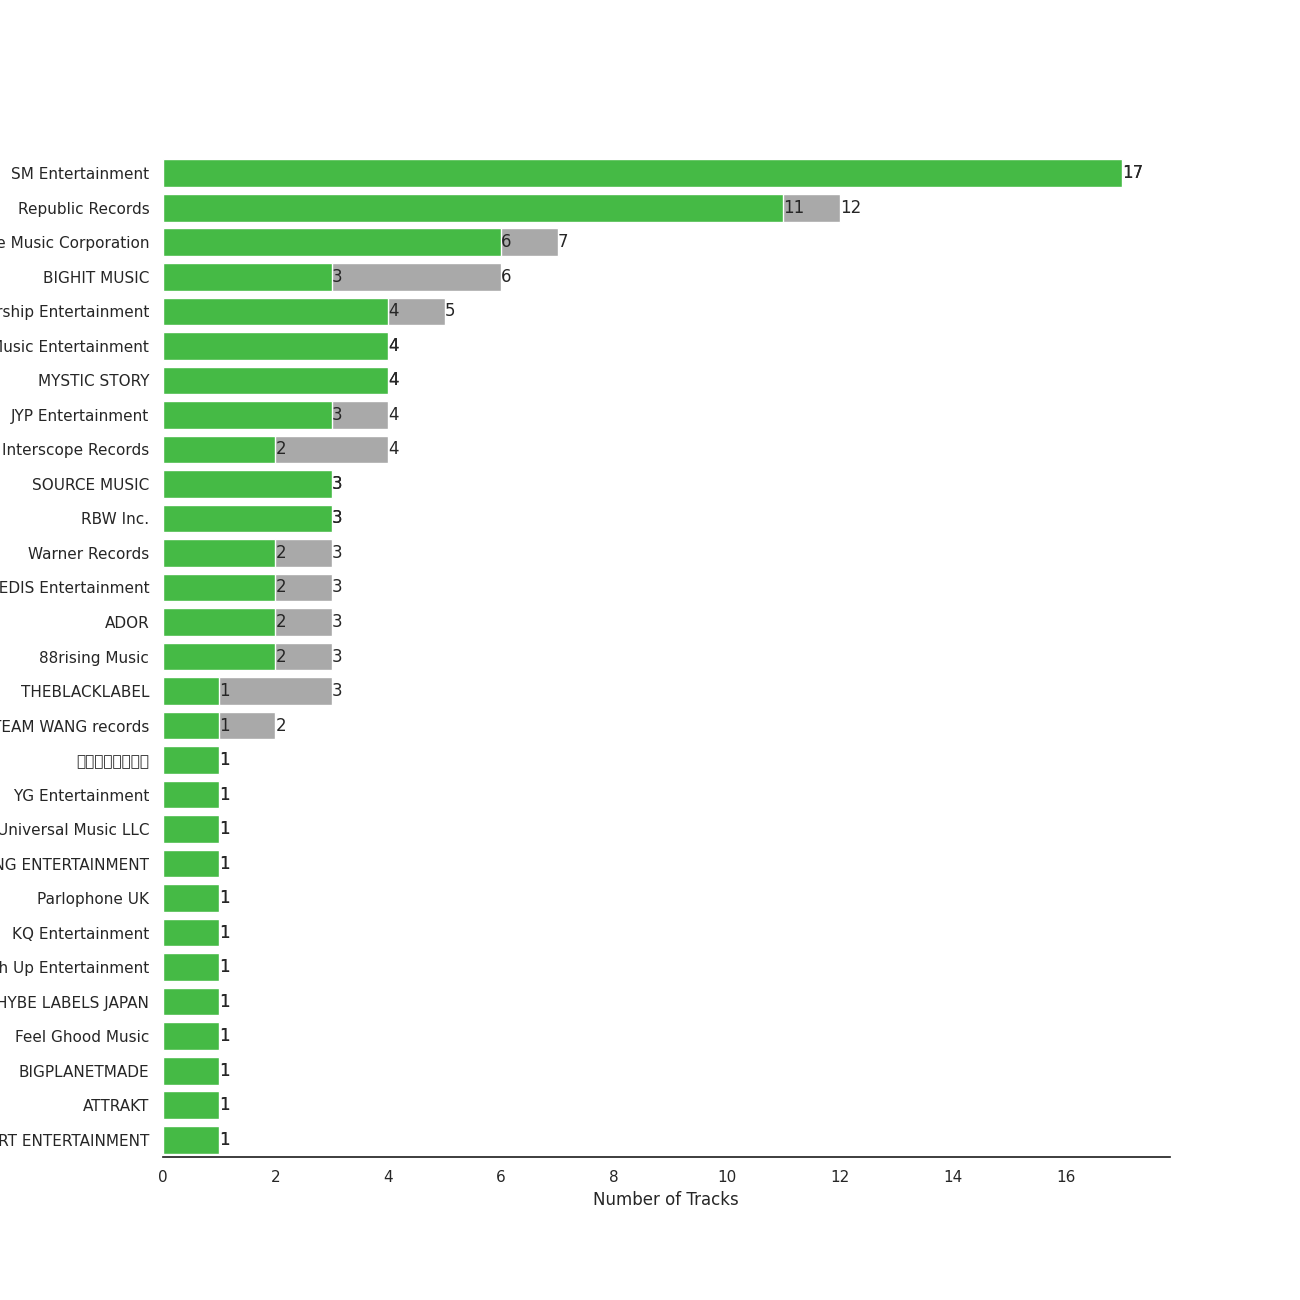 SM Entertainment 17
Republic Records 11 12
e Music Corporation 6 7
BIGHIT MUSIC 3 6
rship Entertainment 4 5
Music Entertainment 4
MYSTIC STORY 4
JYP Entertainment 3 4
Interscope Records 2 4
SOURCE MUSIC 3
RBW Inc. 3
Warner Records 2 3
EDIS Entertainment 2 3
ADOR 2 3
88rising Music 2 3
THEBLACKLABEL 1 3
TEAM WANG records 1 2
1
YG Entertainment 1
Universal Music LLC 1
NG ENTERTAINMENT 1
Parlophone UK 1
KQ Entertainment 1
h Up Entertainment 1
HYBE LABELS JAPAN 1
Feel Ghood Music 1
BIGPLANETMADE 1
ATTRAKT 1
RT ENTERTAINMENT 1
0 2 4 6 8 10 12 14 16
Number of Tracks